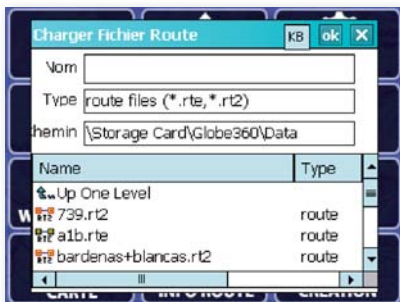 Charger Fichier Route KB ok
Nom
Type route files (*.rte,*.rt2)
hemin \Storage Card\Globe360\Data
Name Type
Up One Level
739.rt2 route
a1b.rte route
bardenas+blancas.rt2 route
CARTE INFO ROUTE CREATION